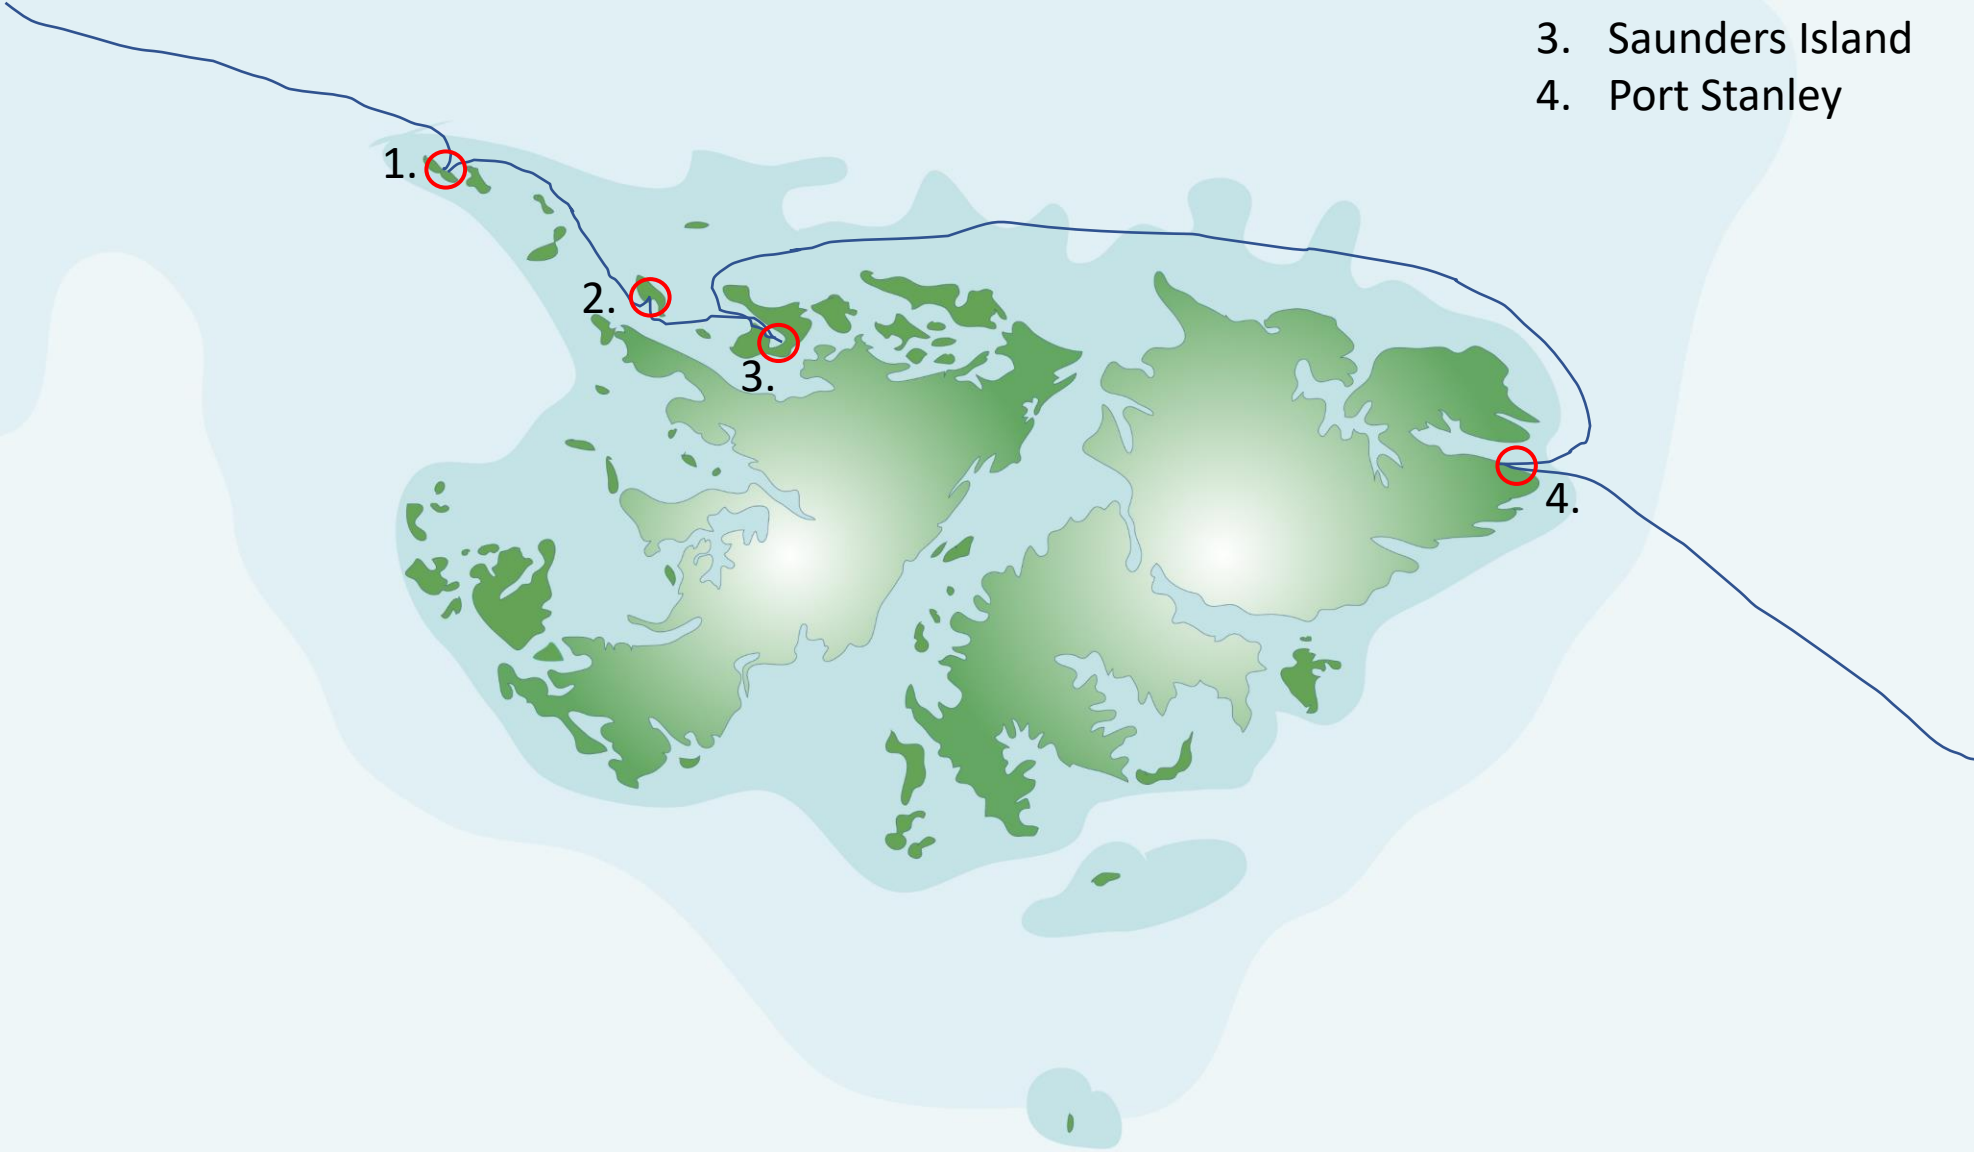 3. Saunders Island
4. Port Stanley
1.
2.
3.
4.